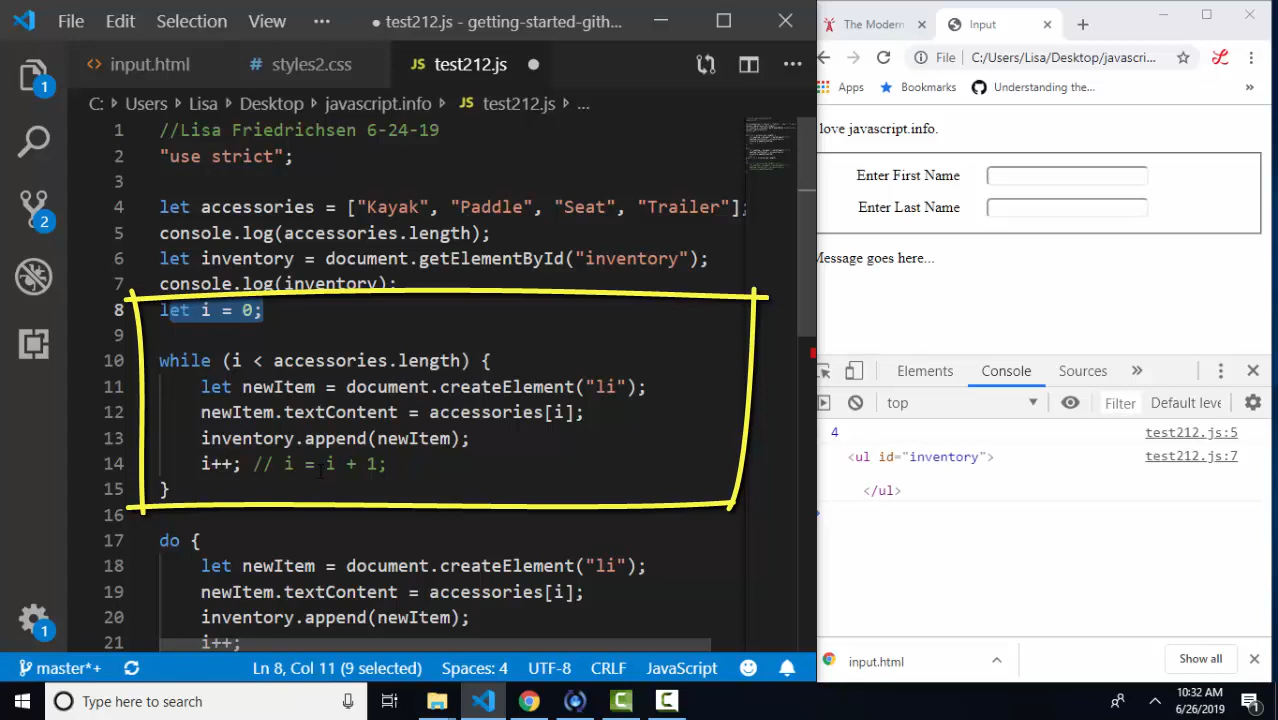 File Edit Selection View ••• ● test212.js - getting-started-gith...
input.html styles2.css JS test212.js ●
C: > Users > Lisa > Desktop > javascript.info > JS test212.js > ...
1 //Lisa Friedrichsen 6-24-19
2 "use strict";
3
4 let accessories = ["Kayak", "Paddle", "Seat", "Trailer"];
5 console.log(accessories.length);
6 let inventory = document.getElementById("inventory");
7 console.log(inventory);
8 let i = 0;
9
10 while (i < accessories.length) {
11 let newItem = document.createElement("li");
12 newItem.textContent = accessories[i];
13 inventory.append(newItem);
14 i++; // i = i + 1;
15 }
16
17 do {
18 let newItem = document.createElement("li");
19 newItem.textContent = accessories[i];
20 inventory.append(newItem);
21 i++;
1
2
1
master*+ Ln 8, Col 11 (9 selected) Spaces: 4 UTF-8 CRLF JavaScript
The Modern Input
File C:/Users/Lisa/Desktop/javascri...
Apps Bookmarks Understanding the... »
love javascript.info.
Enter First Name
Enter Last Name
Message goes here...
Elements Console Sources »
top Filter Default leve
4 test212.js:5
<ul id="inventory"> test212.js:7
</ul>
input.html Show all
Type here to search 10:32 AM
6/26/2019 1